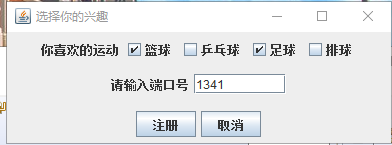 选择你的兴趣
你喜欢的运动 篮球 乒乓球 足球 排球
请输入端口号 1341
注册 取消